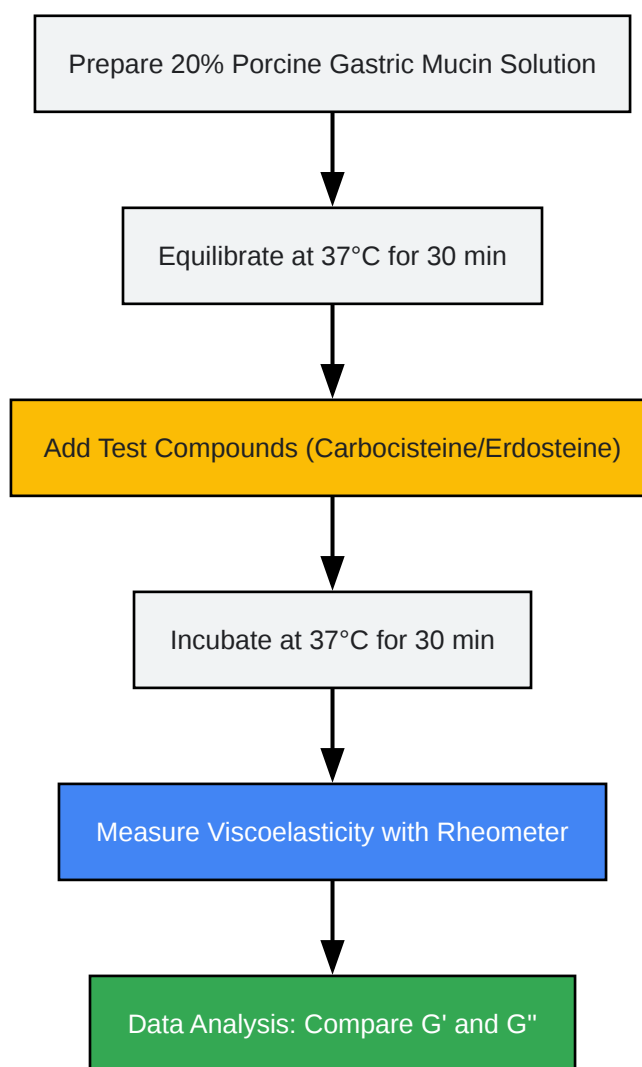 Prepare 20% Porcine Gastric Mucin Solution
Equilibrate at 37°C for 30 min
Add Test Compounds (Carbocisteine/Erdosteine)
Incubate at 37°C for 30 min
Measure Viscoelasticity with Rheometer
Data Analysis: Compare G' and G"